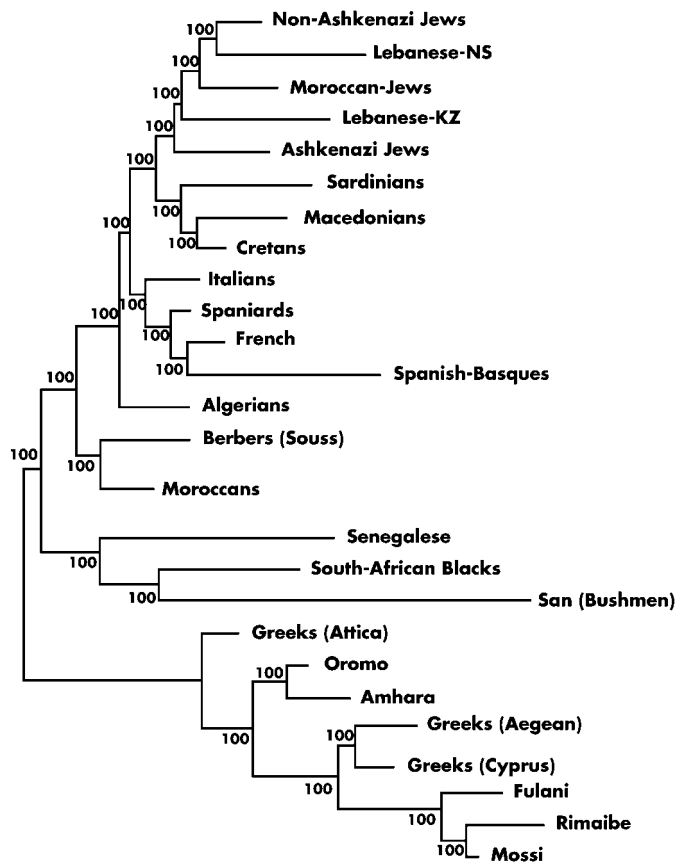 100 Non-Ashkenazi Jews
Lebanese-NS
100
Moroccan-Jews
100
Lebanese-KZ
100
Ashkenazi Jews
100
Sardinians
100
Macedonians
100
100
Cretans
Italians
100
Spaniards
100
French
100
Spanish-Basques
100
Algerians
100
Berbers (Souss)
100
Moroccans
100
Senegalese
100
South-African Blacks
100
San (Bushmen)
Greeks (Attica)
100 Oromo
Amhara
100
Greeks (Aegean)
100
Greeks (Cyprus)
100
Fulani
100
Rimaibe
100
Mossi